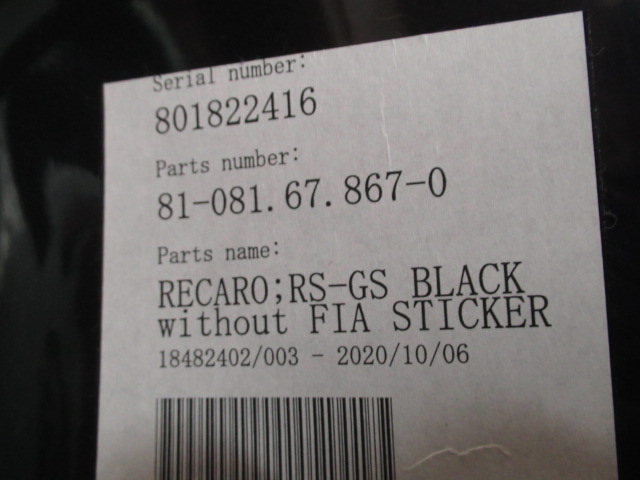 Serial number:
801822416
Parts number:
81-081.67.867-0
Parts name:
RECARO;RS-GS BLACK
without FIA STICKER
18482402/003 - 2020/10/06